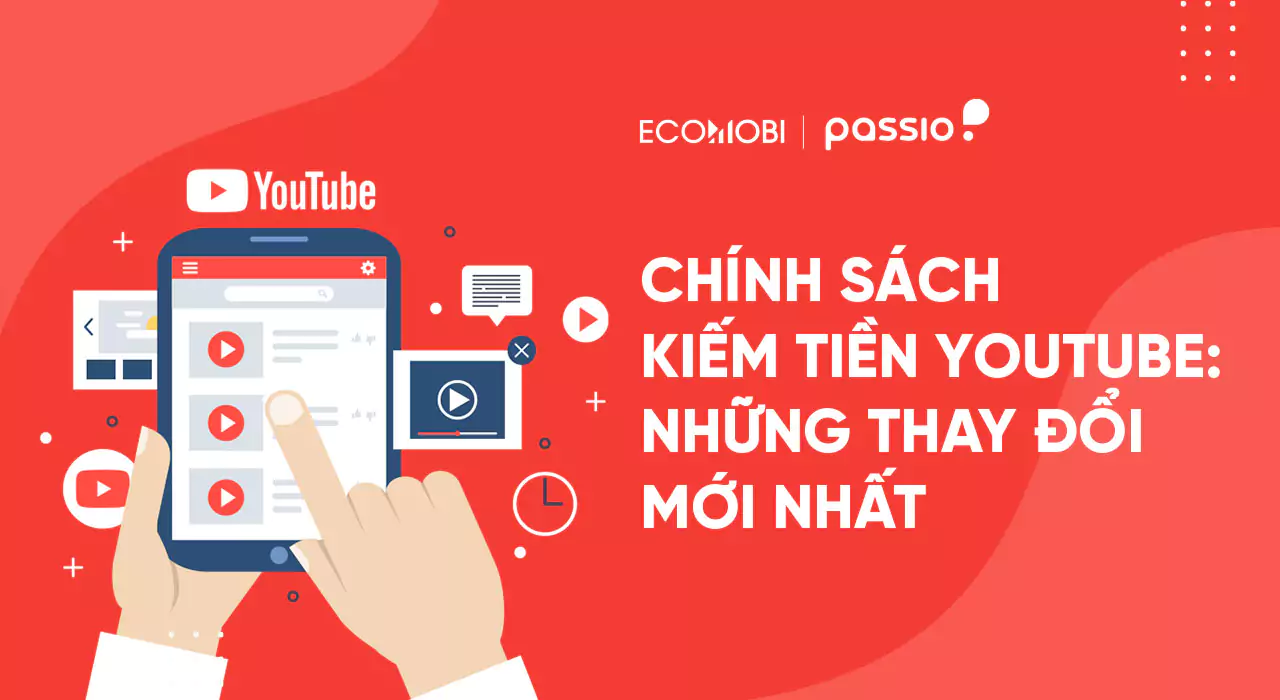 ECOMOBI | passio
YouTube
CHÍNH SÁCH
KIẾM TIỀN YOUTUBE:
NHỮNG THAY ĐỔI
MỚI NHẤT